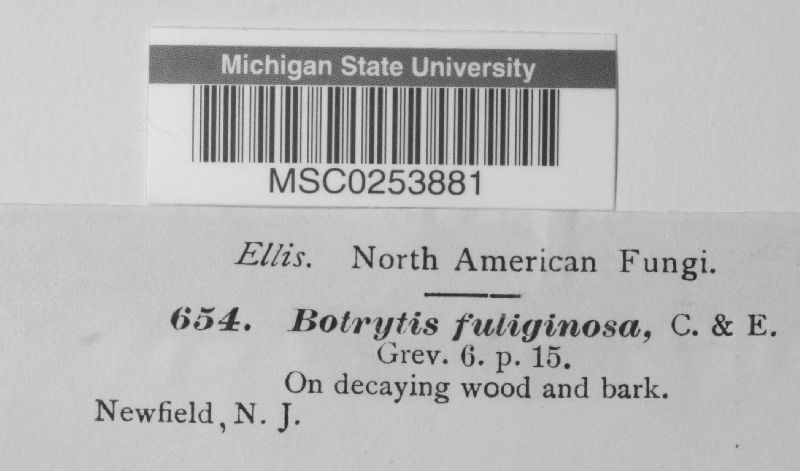 Michigan State University
MSC0253881
Ellis. North American Fungi.
654. Botrytis fuliginosa, C. & E.
Grev. 6. p. 15.
On decaying wood and bark.
Newfield, N. J.